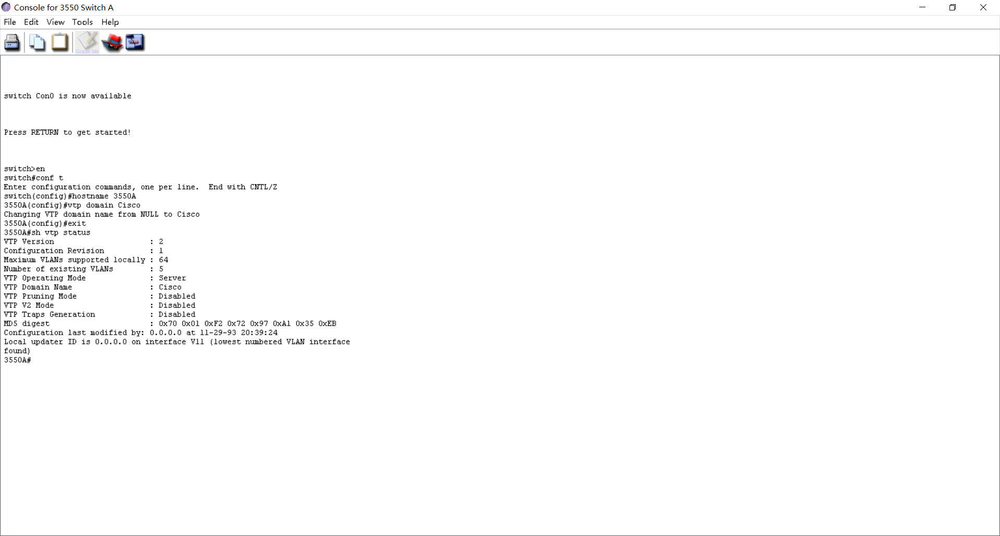 Console for 3550 Switch A
File Edit View Tools Help
Grade Me
switch Con0 is now available
Press RETURN to get started!
switch>en
switch#conf t
Enter configuration commands, one per line.  End with CNTL/Z
switch(config)#hostname 3550A
3550A(config)#vtp domain Cisco
Changing VTP domain name from NULL to Cisco
3550A(config)#exit
3550A#sh vtp status
VTP Version                     : 2
Configuration Revision          : 1
Maximum VLANs supported locally : 64
Number of existing VLANs        : 5
VTP Operating Mode              : Server
VTP Domain Name                 : Cisco
VTP Pruning Mode                : Disabled
VTP V2 Mode                     : Disabled
VTP Traps Generation            : Disabled
MD5 digest                      : 0x70 0x01 0xF2 0x72 0x97 0xA1 0x35 0xEB
Configuration last modified by: 0.0.0.0 at 11-29-93 20:39:24
Local updater ID is 0.0.0.0 on interface Vl1 (lowest numbered VLAN interface
found)
3550A#